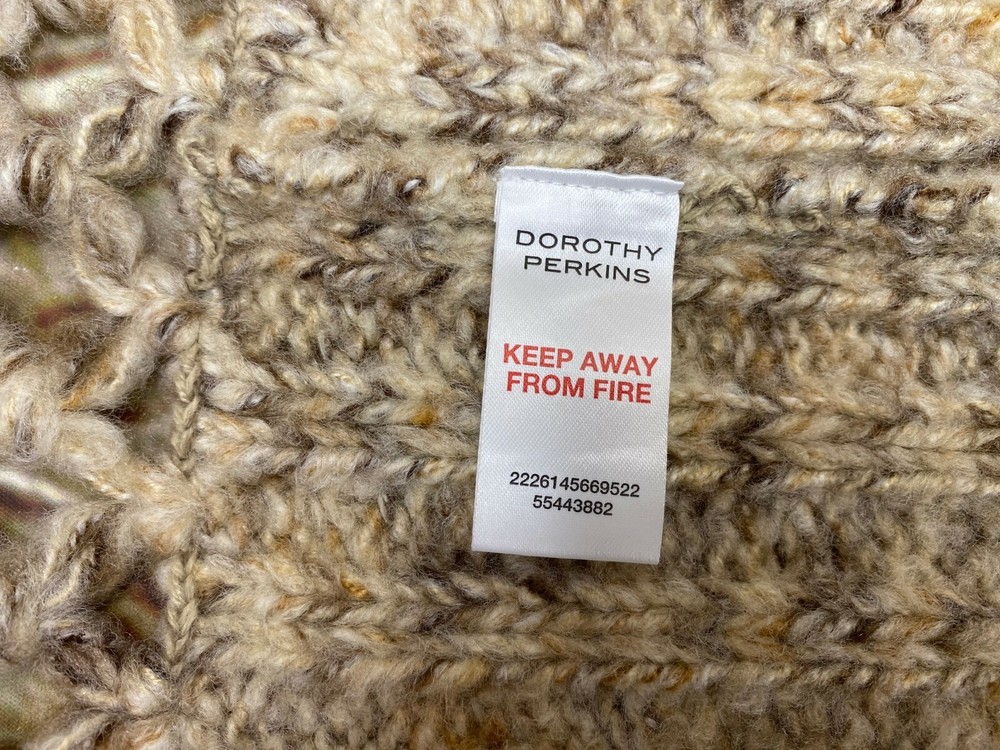 DOROTHY
PERKINS
KEEP AWAY
FROM FIRE
2226145669522
55443882